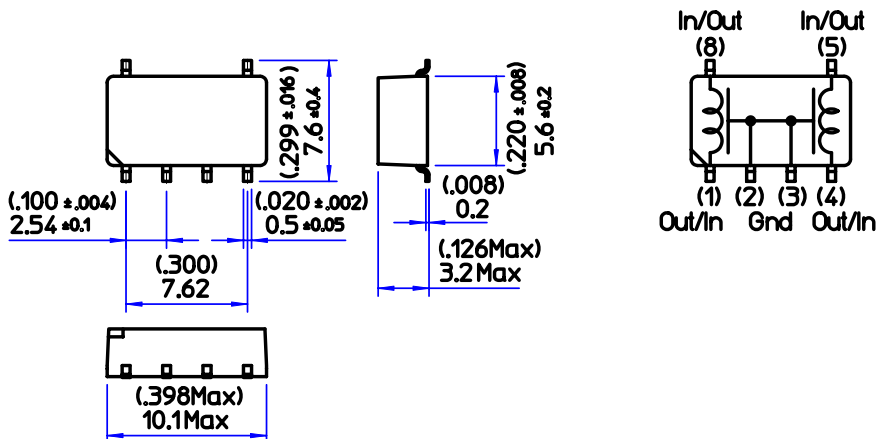 In/Out In/Out
(8) (5)
(.299 ±.016)
7.6 ±0.4
(.220 ±.008)
5.6 ±0.2
(.100 ±.004)
2.54 ±0.1
(.020 ±.002)
0.5 ±0.05
(.008)
0.2
(1) (2) (3) (4)
Out/In Gnd Out/In
(.300)
7.62
(.126Max)
3.2Max
(.398Max)
10.1Max